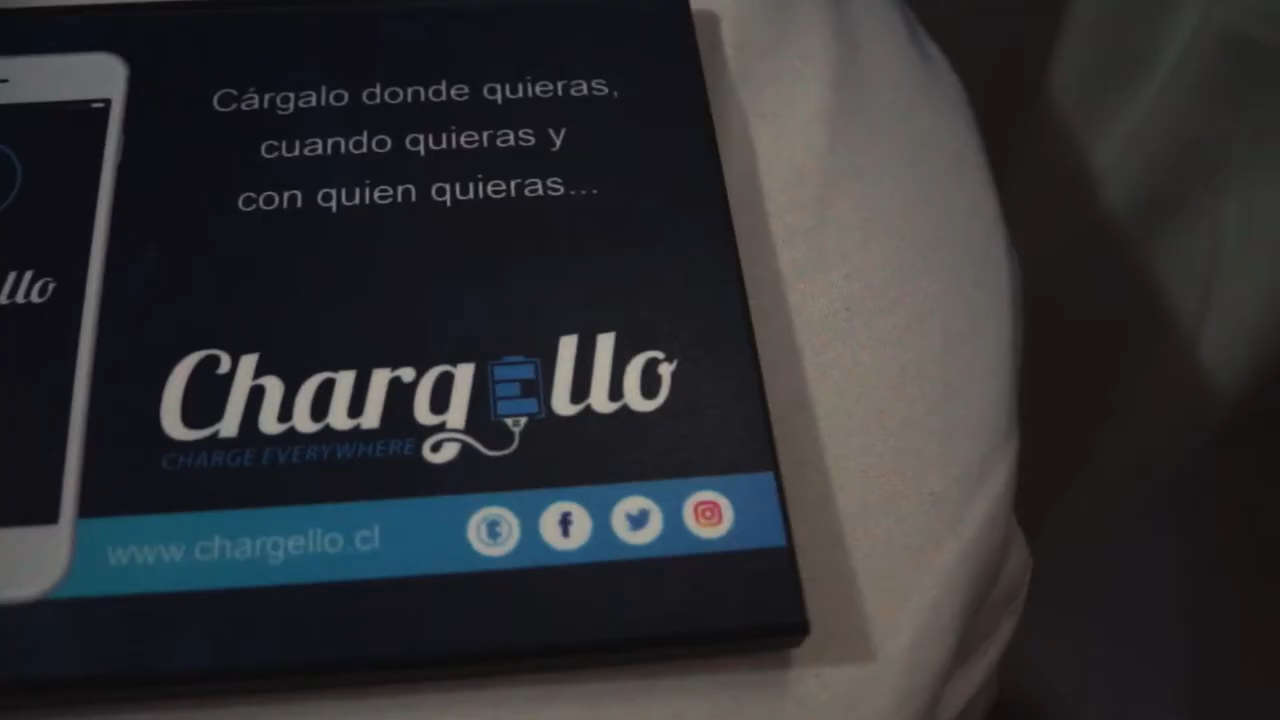 Cárgalo donde quieras,
cuando quieras y
con quien quieras...
llo
ChargEllo
CHARGE EVERYWHERE
www.chargello.cl